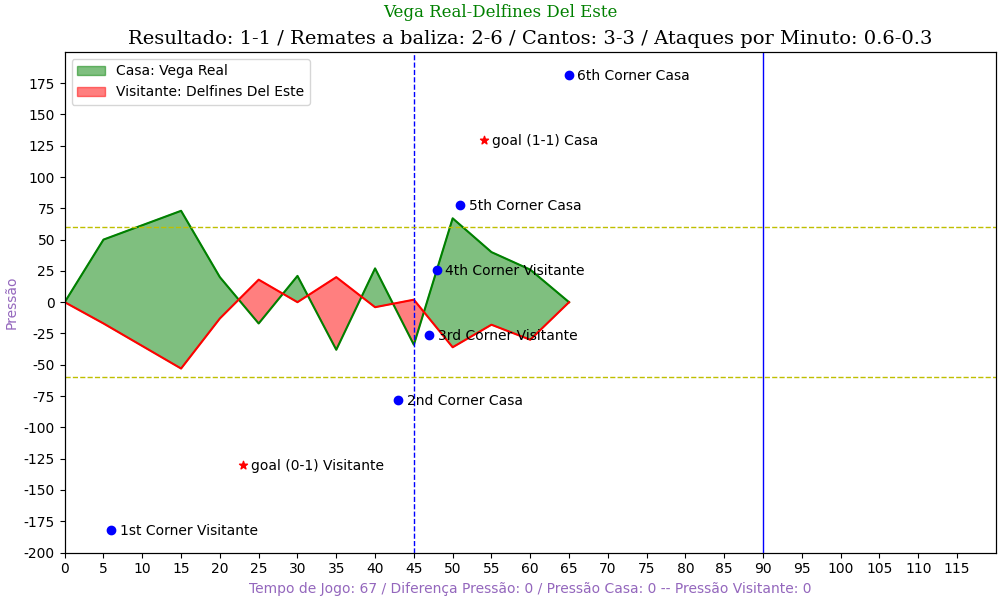 Vega Real-Delfines Del Este
Resultado: 1-1 / Remates a baliza: 2-6 / Cantos: 3-3 / Ataques por Minuto: 0.6-0.3
Casa: Vega Real
Visitante: Delfines Del Este
6th Corner Casa
goal (1-1) Casa
5th Corner Casa
4th Corner Visitante
3rd Corner Visitante
2nd Corner Casa
goal (0-1) Visitante
1st Corner Visitante
Pressão
175
150
125
100
75
50
25
0
-25
-50
-75
-100
-125
-150
-175
-200
0 5 10 15 20 25 30 35 40 45 50 55 60 65 70 75 80 85 90 95 100 105 110 115
Tempo de Jogo: 67 / Diferença Pressão: 0 / Pressão Casa: 0 -- Pressão Visitante: 0